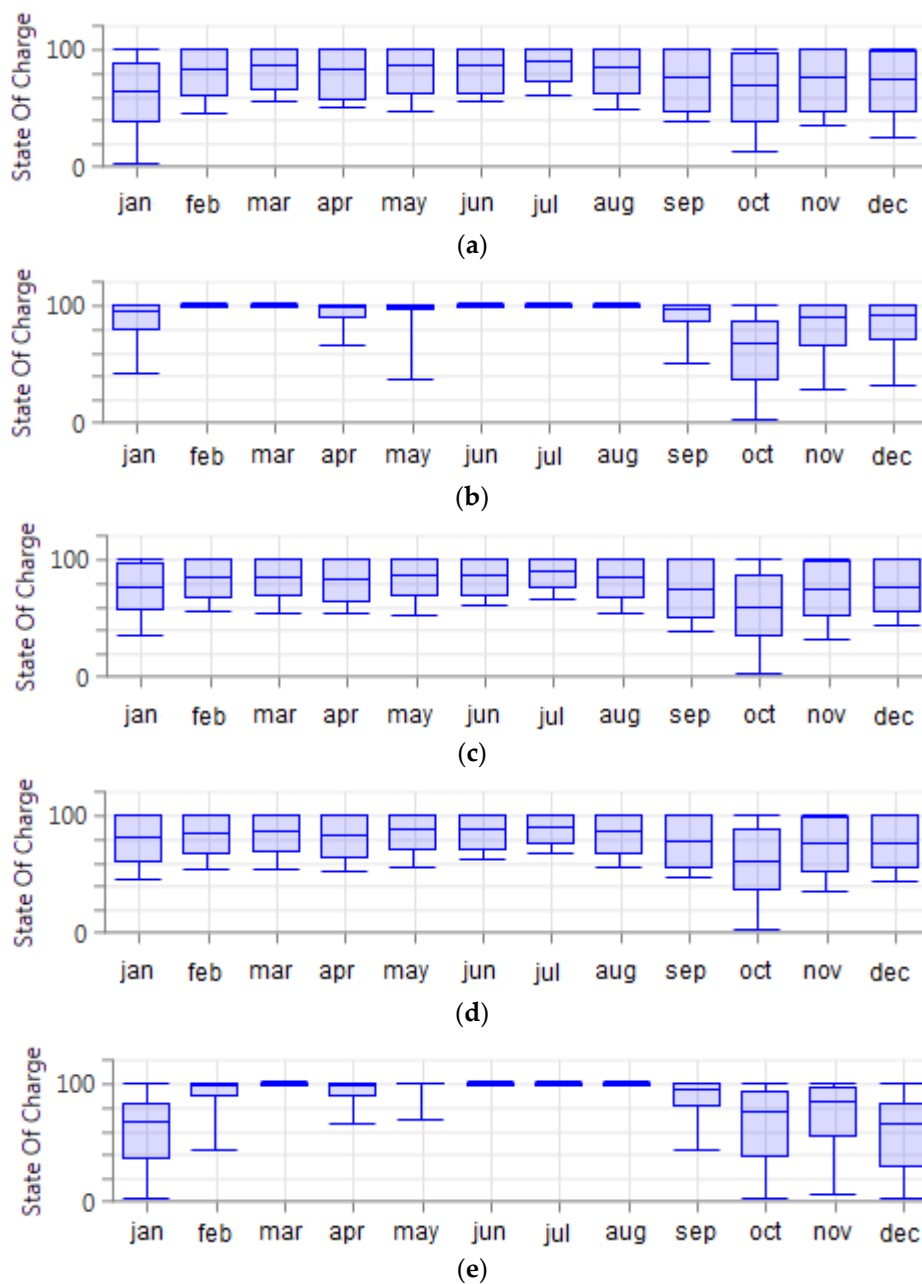 State Of Charge
100
0
jan feb mar apr may jun jul aug sep oct nov dec
(a)
State Of Charge
100
0
jan feb mar apr may jun jul aug sep oct nov dec
(b)
State Of Charge
100
0
jan feb mar apr may jun jul aug sep oct nov dec
(c)
State Of Charge
100
0
jan feb mar apr may jun jul aug sep oct nov dec
(d)
State Of Charge
100
0
jan feb mar apr may jun jul aug sep oct nov dec
(e)